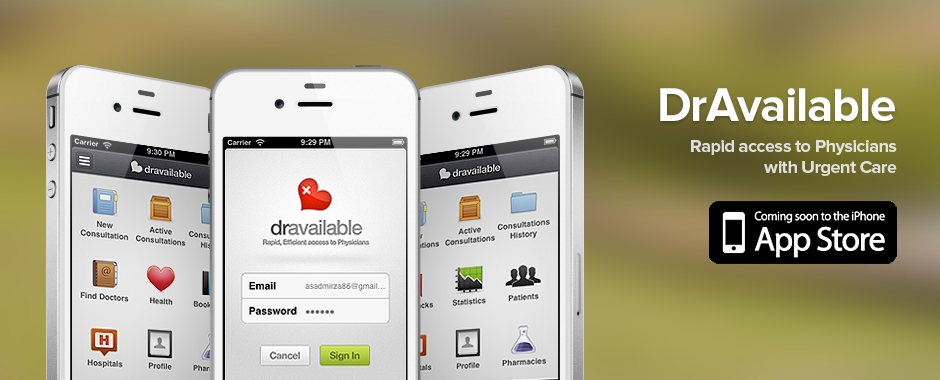 Carrier
9:30 PM
dravailable
New
Consultation
Active
Consultations
Find Doctors
Health
Hospitals
Profile
Carrier
9:29 PM
dravailable
Rapid, Efficient access to Physicians
Email
asadmirza86@gmail...
Password
••••••
Cancel
Sign In
9:29 PM
dravailable
Active
Consultations
Consultations
History
Statistics
Patients
Profile
Pharmacies
DrAvailable
Rapid access to Physicians
with Urgent Care
Coming soon to the iPhone
App Store